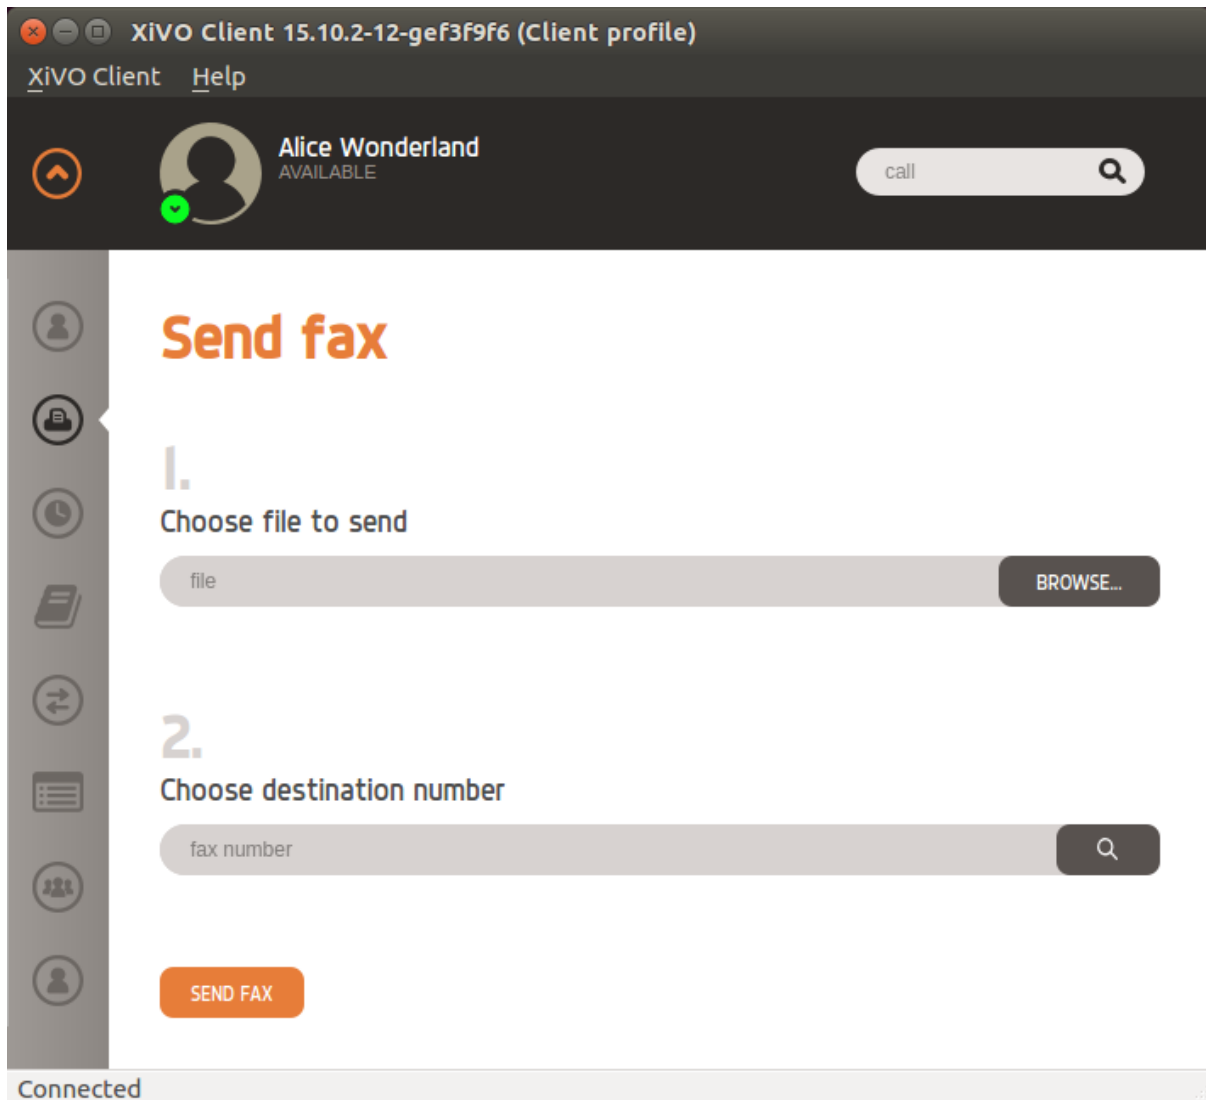 XiVO Client 15.10.2-12-gef3f9f6 (Client profile)
XiVO Client Help
Alice Wonderland
AVAILABLE
call
Send fax
1.
Choose file to send
file
BROWSE...
2.
Choose destination number
fax number
SEND FAX
Connected